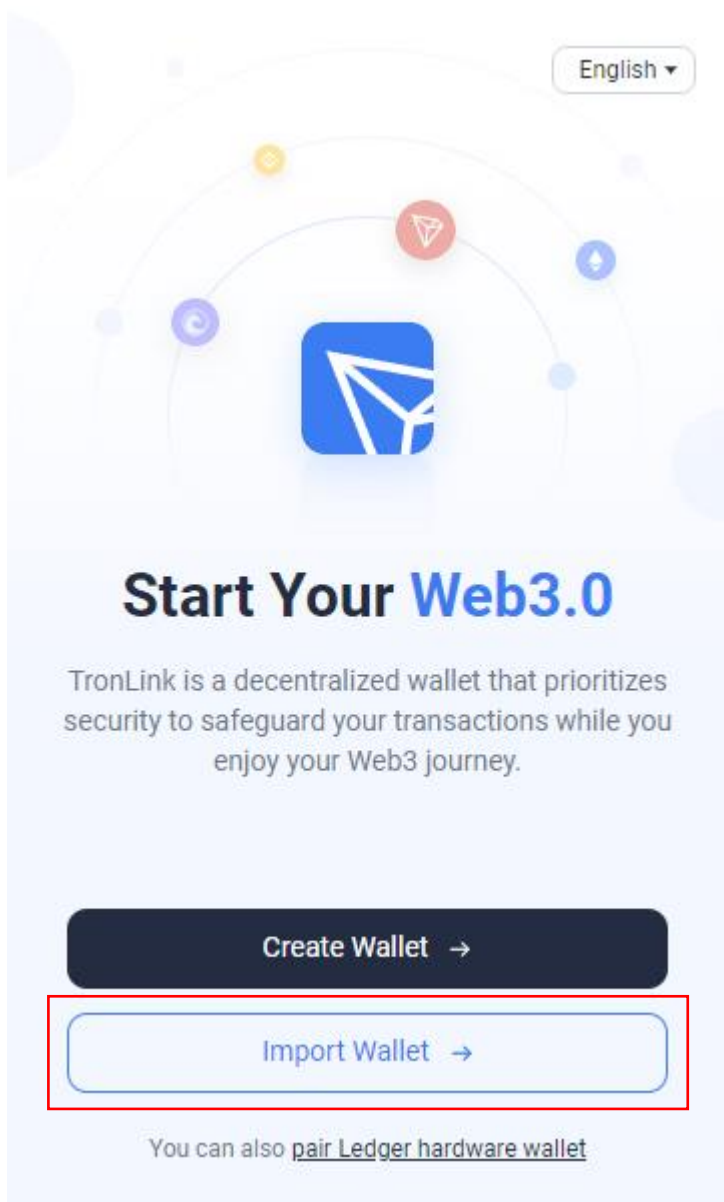 English
Start Your Web3.0
TronLink is a decentralized wallet that prioritizes
security to safeguard your transactions while you
enjoy your Web3 journey.
Create Wallet →
Import Wallet →
You can also pair Ledger hardware wallet